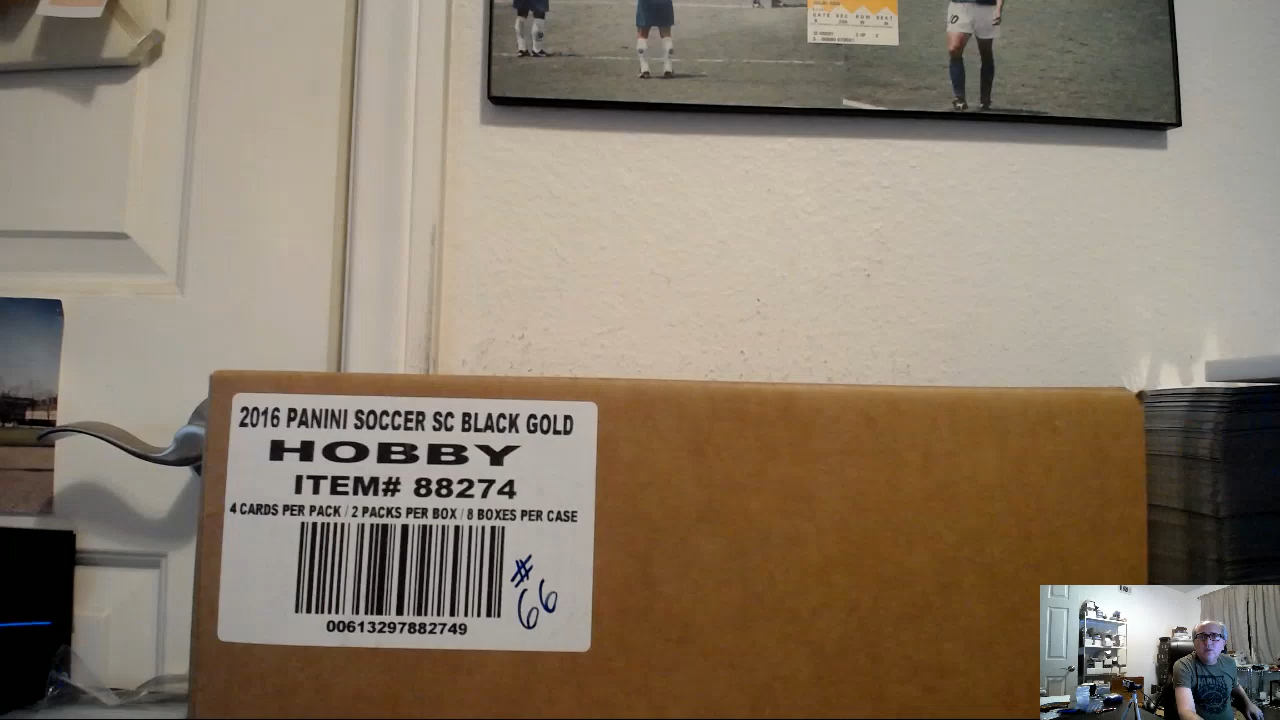 2016 PANINI SOCCER SC BLACK GOLD
HOBBY
ITEM# 88274
4 CARDS PER PACK / 2 PACKS PER BOX / 8 BOXES PER CASE
#66
00613297882749